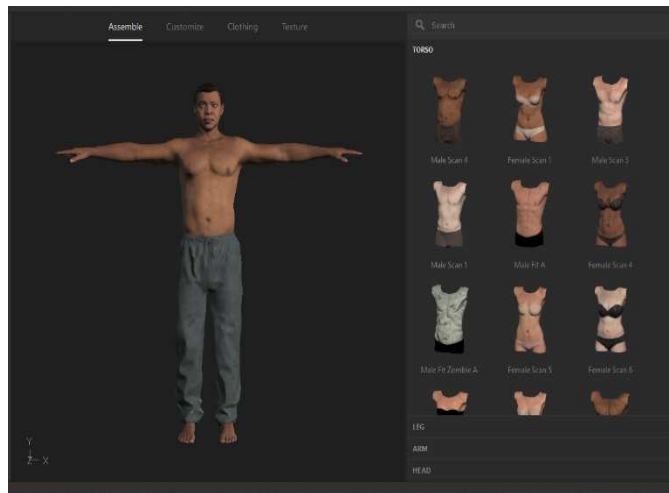 Assemble Customize Clothing Texture
Search
TORSO
Male Scan 4 Female Scan 1 Male Scan 3
Male Scan 1 Male Fit A Female Scan 4
Male Fit Zombie A Female Scan 5 Female Scan 6
LEG
ARM
HEAD
Y
Z X